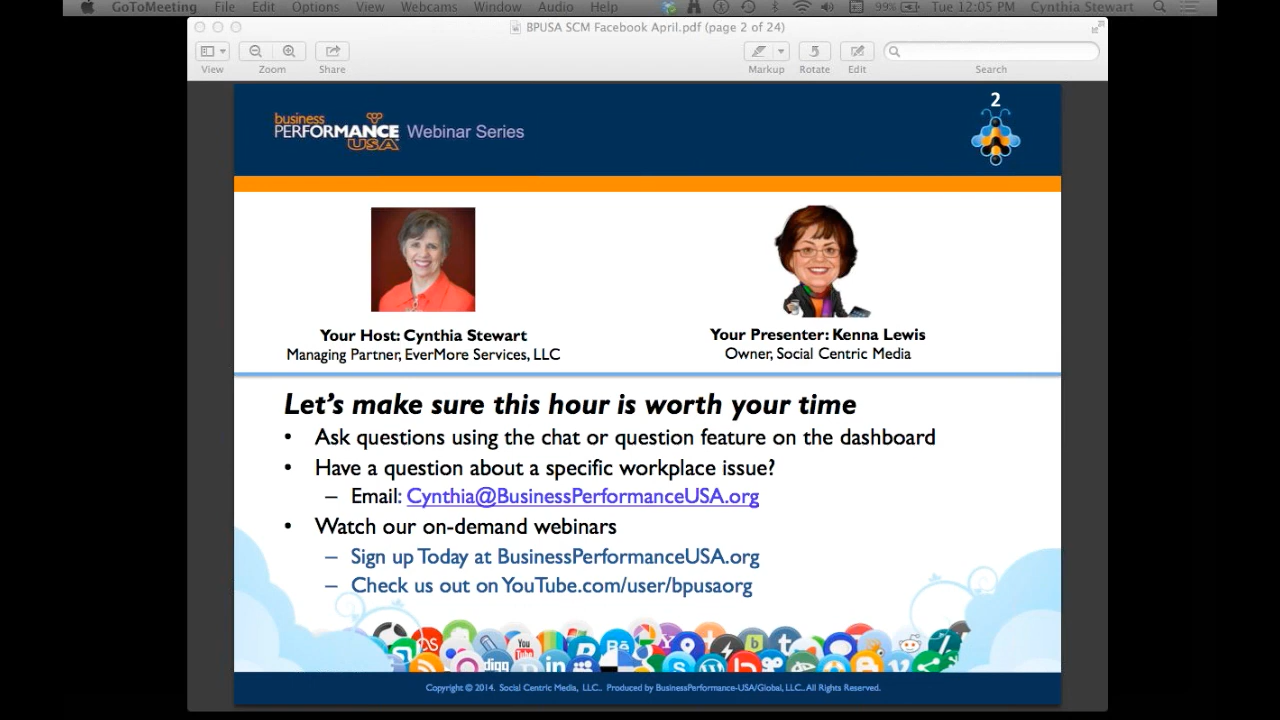 GoToMeeting File Edit Options View Webcams Window Audio Help 99% Tue 12:05 PM Cynthia Stewart
BPUSA SCM Facebook April.pdf (page 2 of 24)
View Zoom Share Markup Rotate Edit Search
2
business
PERFORMANCE Webinar Series
USA
Your Host: Cynthia Stewart
Managing Partner, EverMore Services, LLC
Your Presenter: Kenna Lewis
Owner, Social Centric Media
Let's make sure this hour is worth your time
• Ask questions using the chat or question feature on the dashboard
• Have a question about a specific workplace issue?
– Email: Cynthia@BusinessPerformanceUSA.org
• Watch our on-demand webinars
– Sign up Today at BusinessPerformanceUSA.org
– Check us out on YouTube.com/user/bpusaorg
You
Tube
digg
in
Copyright © 2014. Social Centric Media, LLC.. Produced by BusinessPerformance-USA/Global, LLC.. All Rights Reserved.